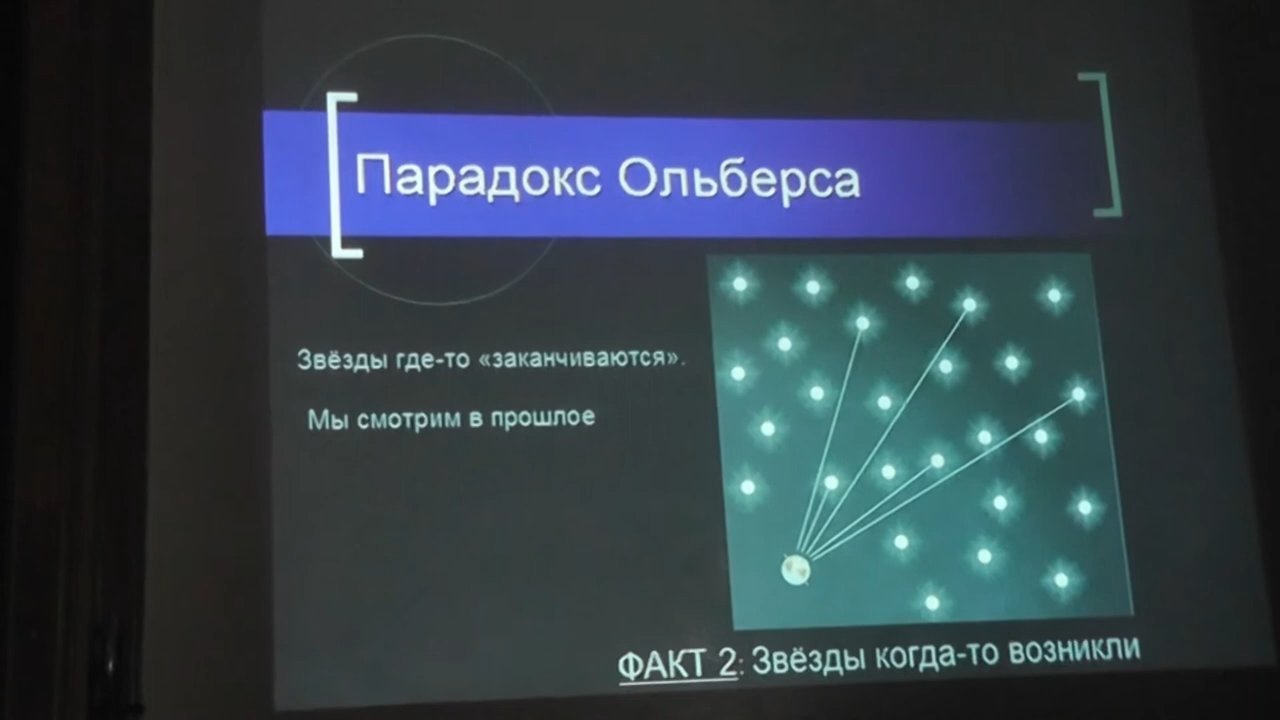 Парадокс Ольберса
Звёзды где-то «заканчиваются».
Мы смотрим в прошлое
ФАКТ 2: Звёзды когда-то возникли